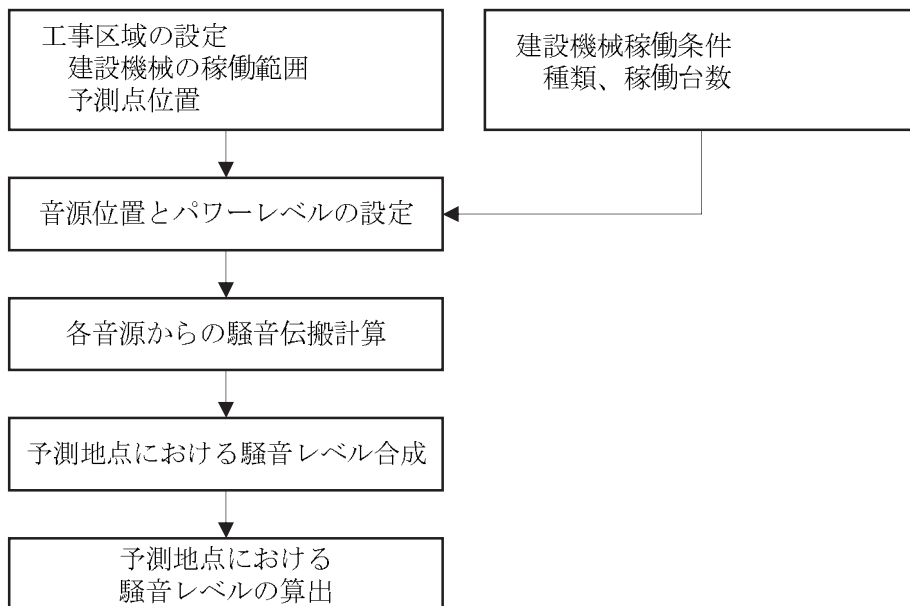 工事区域の設定
建設機械の稼働範囲
予測点位置
建設機械稼働条件
種類、稼働台数
音源位置とパワーレベルの設定
各音源からの騒音伝搬計算
予測地点における騒音レベル合成
予測地点における
騒音レベルの算出